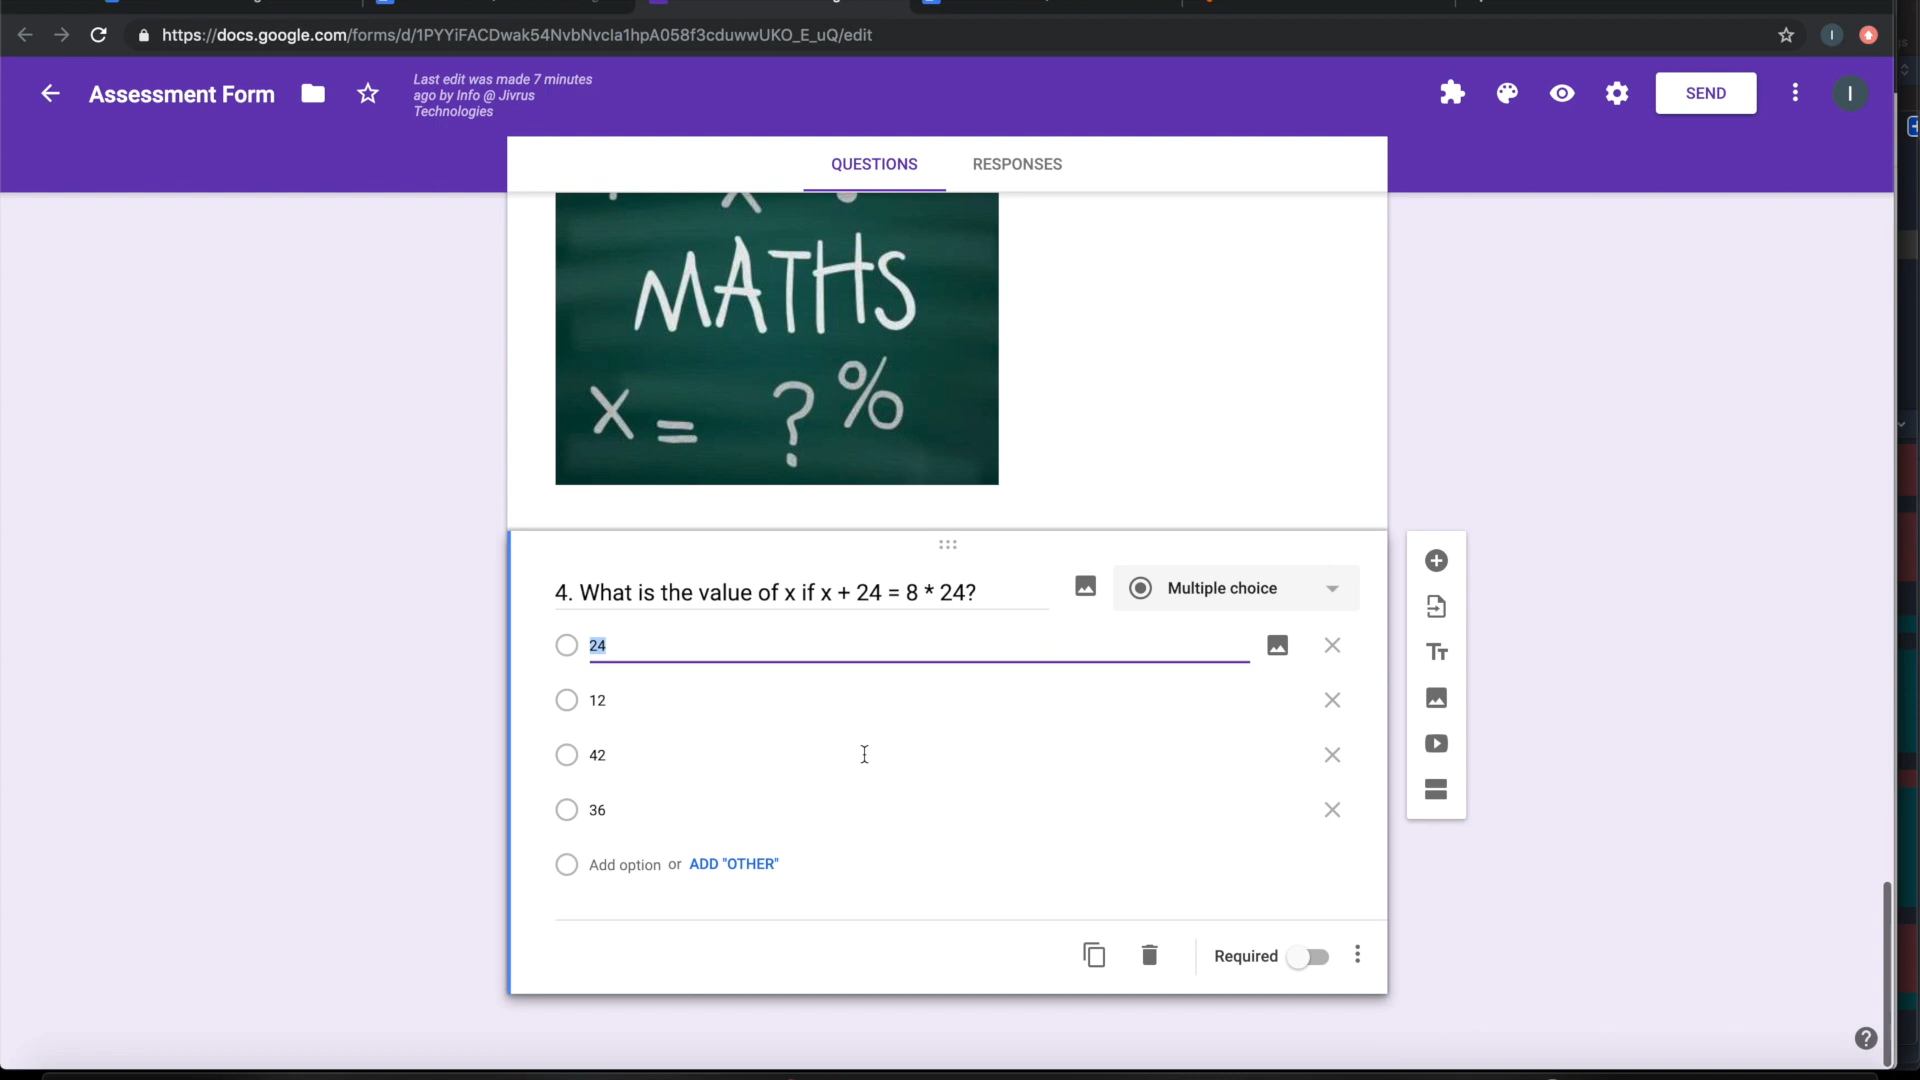 https://docs.google.com/forms/d/1PYYiFACDwak54NvbNvcIa1hpA058f3cduwwUKO_E_uQ/edit
I
Assessment Form
Last edit was made 7 minutes
ago by Info @ Jivrus
Technologies
SEND
I
QUESTIONS
RESPONSES
MATHS
x = ? %
4. What is the value of x if x + 24 = 8 * 24?
Multiple choice
24
12
42
36
Add option or ADD "OTHER"
Required